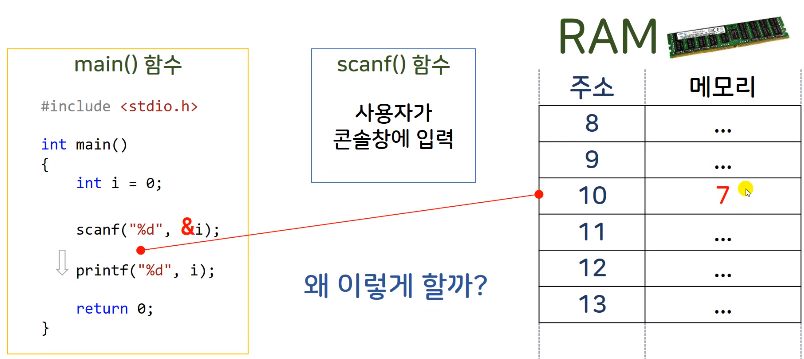 RAM
main() 함수
#include <stdio.h>
int main()
{
int i = 0;
scanf("%d", &i);
printf("%d", i);
return 0;
}
scanf() 함수
사용자가
콘솔창에 입력
왜 이렇게 할까?
주소 메모리
8 ...
9 ...
10 7
11 ...
12 ...
13 ...